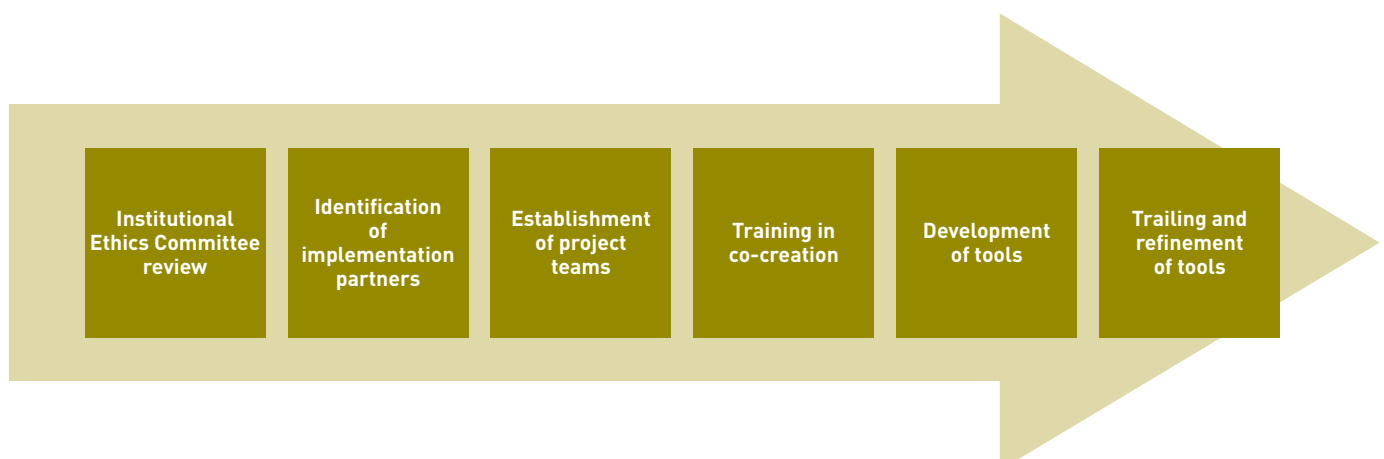 Institutional
Ethics Committee
review
Identification
of
implementation
partners
Establishment
of project
teams
Training in
co-creation
Development
of tools
Trailing and
refinement
of tools